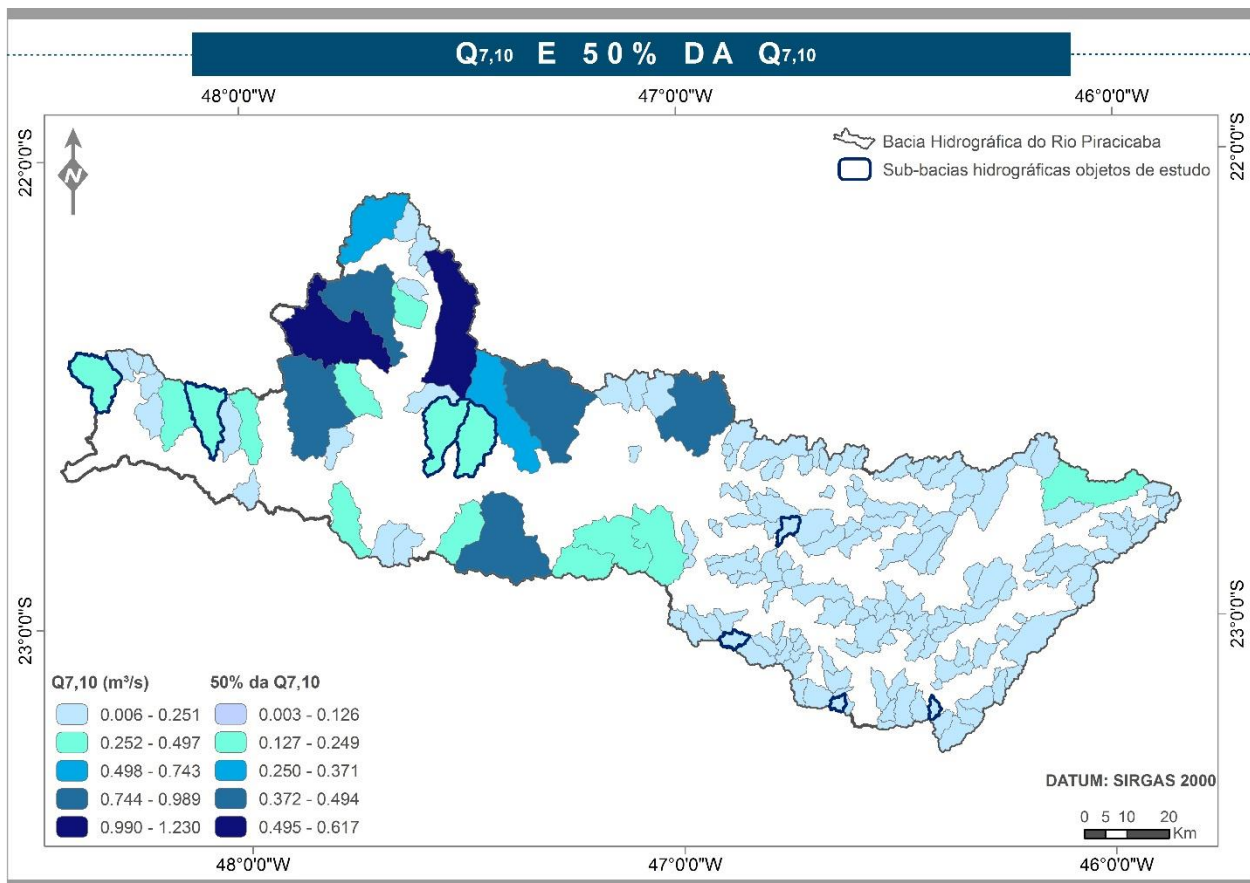 Q7,10 E 50% DA Q7,10
48°0'0"W 47°0'0"W 46°0'0"W
22°0'0"S
22°0'0"S
N
Bacia Hidrográfica do Rio Piracicaba
Sub-bacias hidrográficas objetos de estudo
23°0'0"S
23°0'0"S
Q7,10 (m³/s) 50% da Q7,10
0.006 - 0.251 0.003 - 0.126
0.252 - 0.497 0.127 - 0.249
0.498 - 0.743 0.250 - 0.371
0.744 - 0.989 0.372 - 0.494
0.990 - 1.230 0.495 - 0.617
DATUM: SIRGAS 2000
0 5 10 20
Km
48°0'0"W 47°0'0"W 46°0'0"W